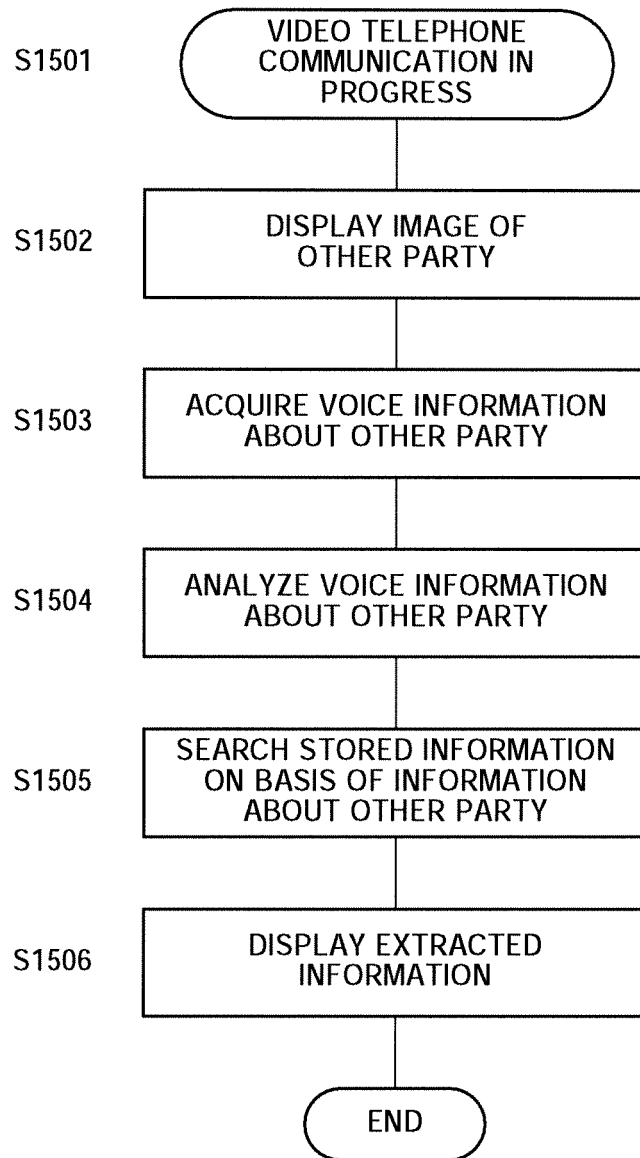 S1501
VIDEO TELEPHONE
COMMUNICATION IN
PROGRESS
S1502
DISPLAY IMAGE OF
OTHER PARTY
S1503
ACQUIRE VOICE INFORMATION
ABOUT OTHER PARTY
S1504
ANALYZE VOICE INFORMATION
ABOUT OTHER PARTY
S1505
SEARCH STORED INFORMATION
ON BASIS OF INFORMATION
ABOUT OTHER PARTY
S1506
DISPLAY EXTRACTED
INFORMATION
END